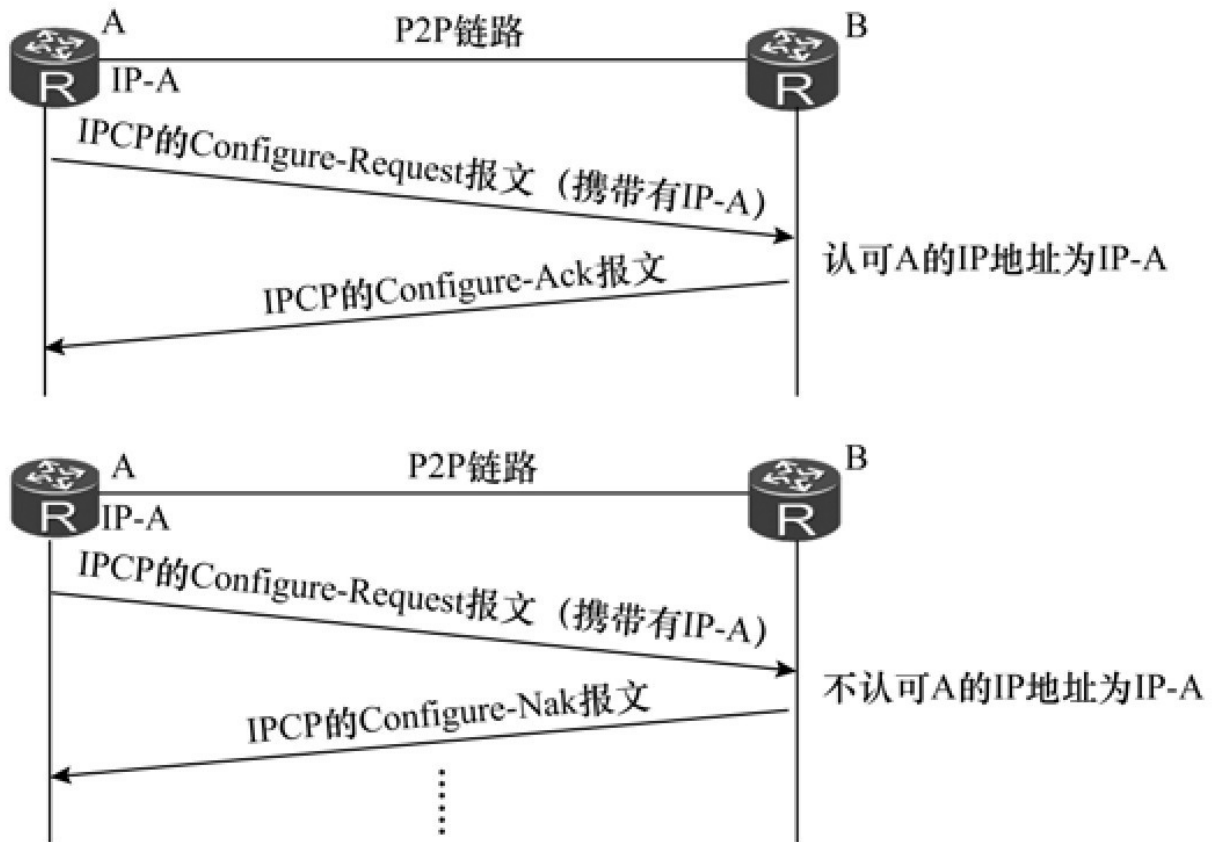 A
P2P链路
B
R
IP-A
R
IPCP的Configure-Request报文（携带有IP-A）
认可A的IP地址为IP-A
IPCP的Configure-Ack报文
A
P2P链路
B
R
IP-A
R
IPCP的Configure-Request报文（携带有IP-A）
不认可A的IP地址为IP-A
IPCP的Configure-Nak报文